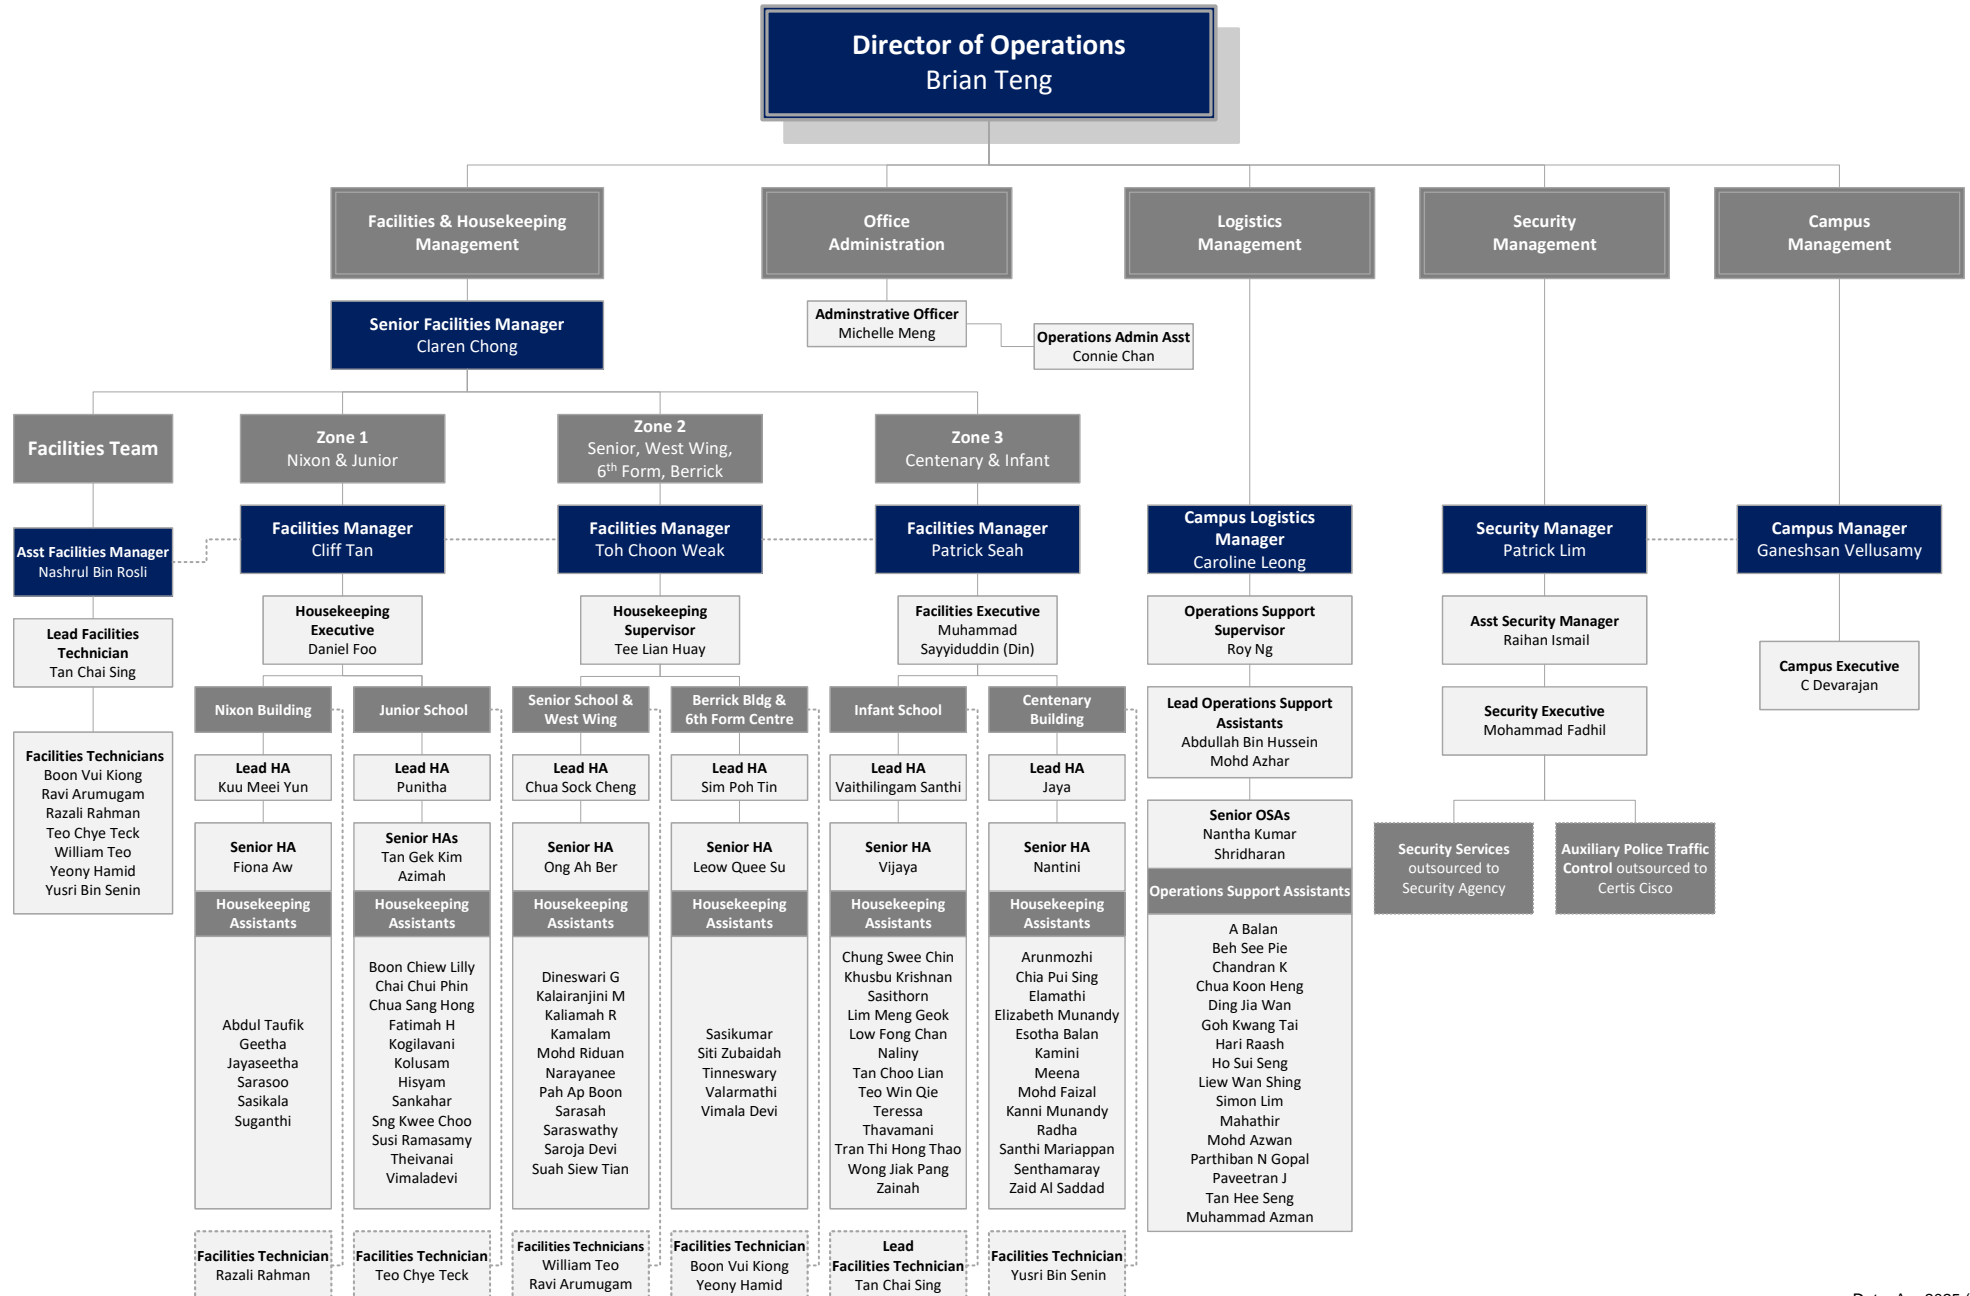 Director of Operations
Brian Teng
Facilities & Housekeeping
Management
Office
Administration
Logistics
Management
Security
Management
Campus
Management
Senior Facilities Manager
Claren Chong
Adminstrative Officer
Michelle Meng
Operations Admin Asst
Connie Chan
Facilities Team
Zone 1
Nixon & Junior
Zone 2
Senior, West Wing,
6th Form, Berrick
Zone 3
Centenary & Infant
Asst Facilities Manager
Nashrul Bin Rosli
Facilities Manager
Cliff Tan
Facilities Manager
Toh Choon Weak
Facilities Manager
Patrick Seah
Campus Logistics
Manager
Caroline Leong
Security Manager
Patrick Lim
Campus Manager
Ganeshsan Vellusamy
Lead Facilities
Technician
Tan Chai Sing
Housekeeping
Executive
Daniel Foo
Housekeeping
Supervisor
Tee Lian Huay
Facilities Executive
Muhammad
Sayyiduddin (Din)
Operations Support
Supervisor
Roy Ng
Asst Security Manager
Raihan Ismail
Campus Executive
C Devarajan
Facilities Technicians
Boon Vui Kiong
Ravi Arumugam
Razali Rahman
Teo Chye Teck
William Teo
Yeony Hamid
Yusri Bin Senin
Nixon Building
Junior School
Senior School &
West Wing
Berrick Bldg &
6th Form Centre
Infant School
Centenary
Building
Lead Operations Support
Assistants
Abdullah Bin Hussein
Mohd Azhar
Security Executive
Mohammad Fadhil
Lead HA
Kuu Meei Yun
Lead HA
Punitha
Lead HA
Chua Sock Cheng
Lead HA
Sim Poh Tin
Lead HA
Vaithilingam Santhi
Lead HA
Jaya
Senior HA
Fiona Aw
Senior HAs
Tan Gek Kim
Azimah
Senior HA
Ong Ah Ber
Senior HA
Leow Quee Su
Senior HA
Vijaya
Senior HA
Nantini
Senior OSAs
Nantha Kumar
Shridharan
Security Services
outsourced to
Security Agency
Auxiliary Police Traffic
Control outsourced to
Certis Cisco
Housekeeping
Assistants
Abdul Taufik
Geetha
Jayaseetha
Sarasoo
Sasikala
Suganthi
Housekeeping
Assistants
Boon Chiew Lilly
Chai Chui Phin
Chua Sang Hong
Fatimah H
Kogilavani
Kolusam
Hisyam
Sankahar
Sng Kwee Choo
Susi Ramasamy
Theivanai
Vimaladevi
Housekeeping
Assistants
Dineswari G
Kalairanjini M
Kaliamah R
Kamalam
Mohd Riduan
Narayanee
Pah Ap Boon
Sarasah
Saraswathy
Saroja Devi
Suah Siew Tian
Housekeeping
Assistants
Sasikumar
Siti Zubaidah
Tinneswary
Valarmathi
Vimala Devi
Housekeeping
Assistants
Chung Swee Chin
Khusbu Krishnan
Sasithorn
Lim Meng Geok
Low Fong Chan
Naliny
Tan Choo Lian
Teo Win Qie
Teressa
Thavamani
Tran Thi Hong Thao
Wong Jiak Pang
Zainah
Housekeeping
Assistants
Arunmozhi
Chia Pui Sing
Elamathi
Elizabeth Munandy
Esotha Balan
Kamini
Meena
Mohd Faizal
Kanni Munandy
Radha
Santhi Mariappan
Senthamaray
Zaid Al Saddad
Operations Support Assistants
A Balan
Beh See Pie
Chandran K
Chua Koon Heng
Ding Jia Wan
Goh Kwang Tai
Hari Raash
Ho Sui Seng
Liew Wan Shing
Simon Lim
Mahathir
Mohd Azwan
Parthiban N Gopal
Paveetran J
Tan Hee Seng
Muhammad Azman
Facilities Technician
Razali Rahman
Facilities Technician
Teo Chye Teck
Facilities Technicians
William Teo
Ravi Arumugam
Facilities Technician
Boon Vui Kiong
Yeony Hamid
Lead
Facilities Technician
Tan Chai Sing
Facilities Technician
Yusri Bin Senin